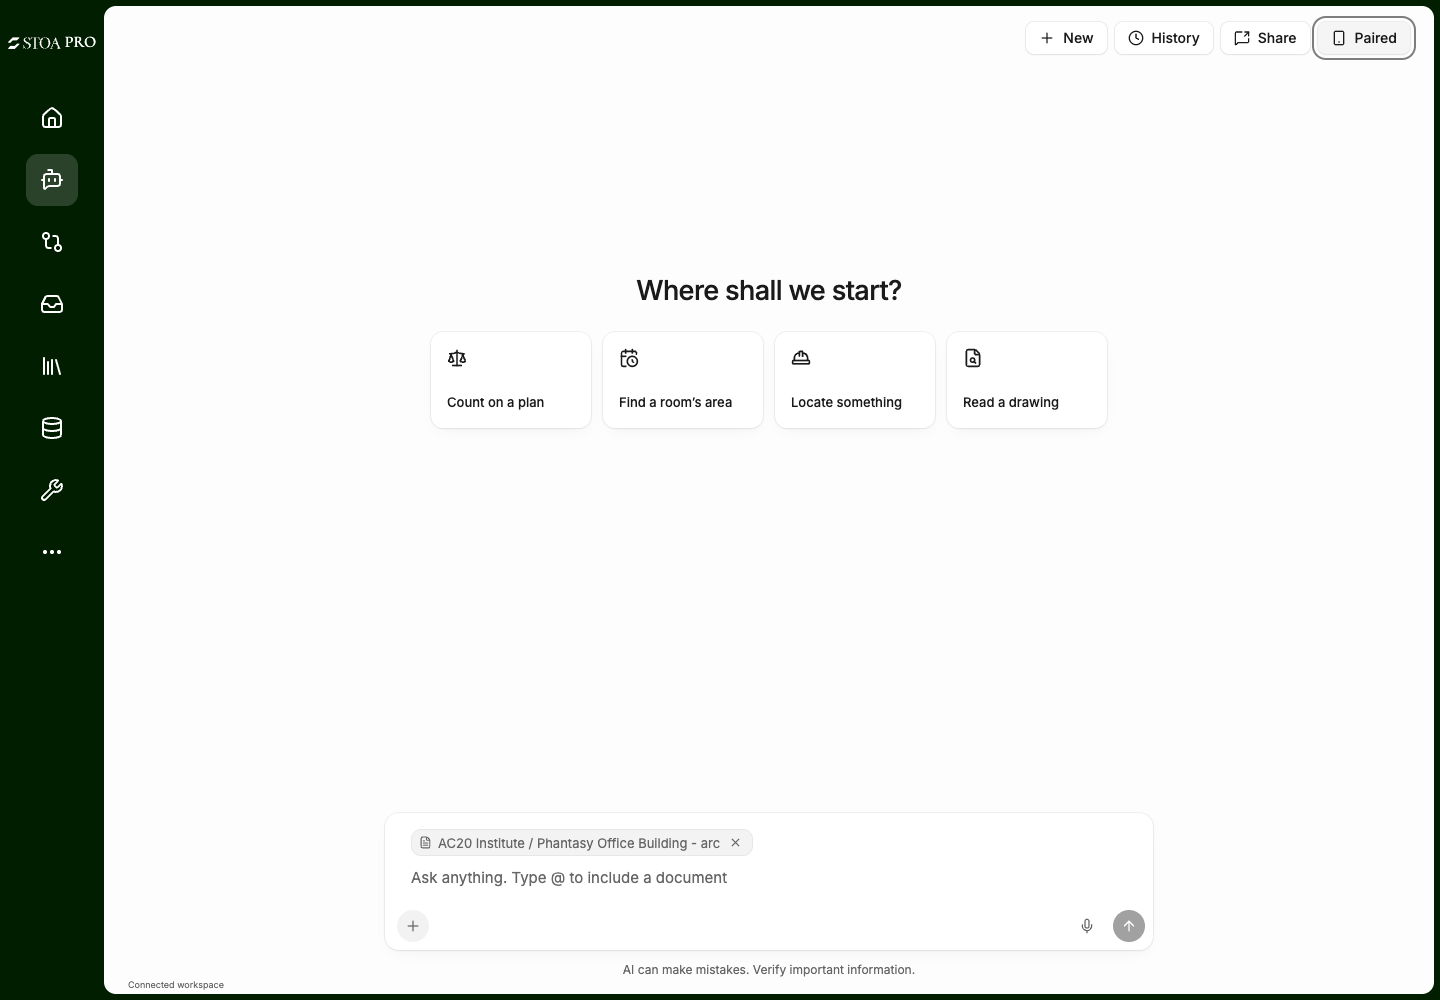 STOA PRO
New
History
Share
Paired
Where shall we start?
Count on a plan
Find a room’s area
Locate something
Read a drawing
AC20 Institute / Phantasy Office Building - arc
Ask anything. Type @ to include a document
AI can make mistakes. Verify important information.
Connected workspace